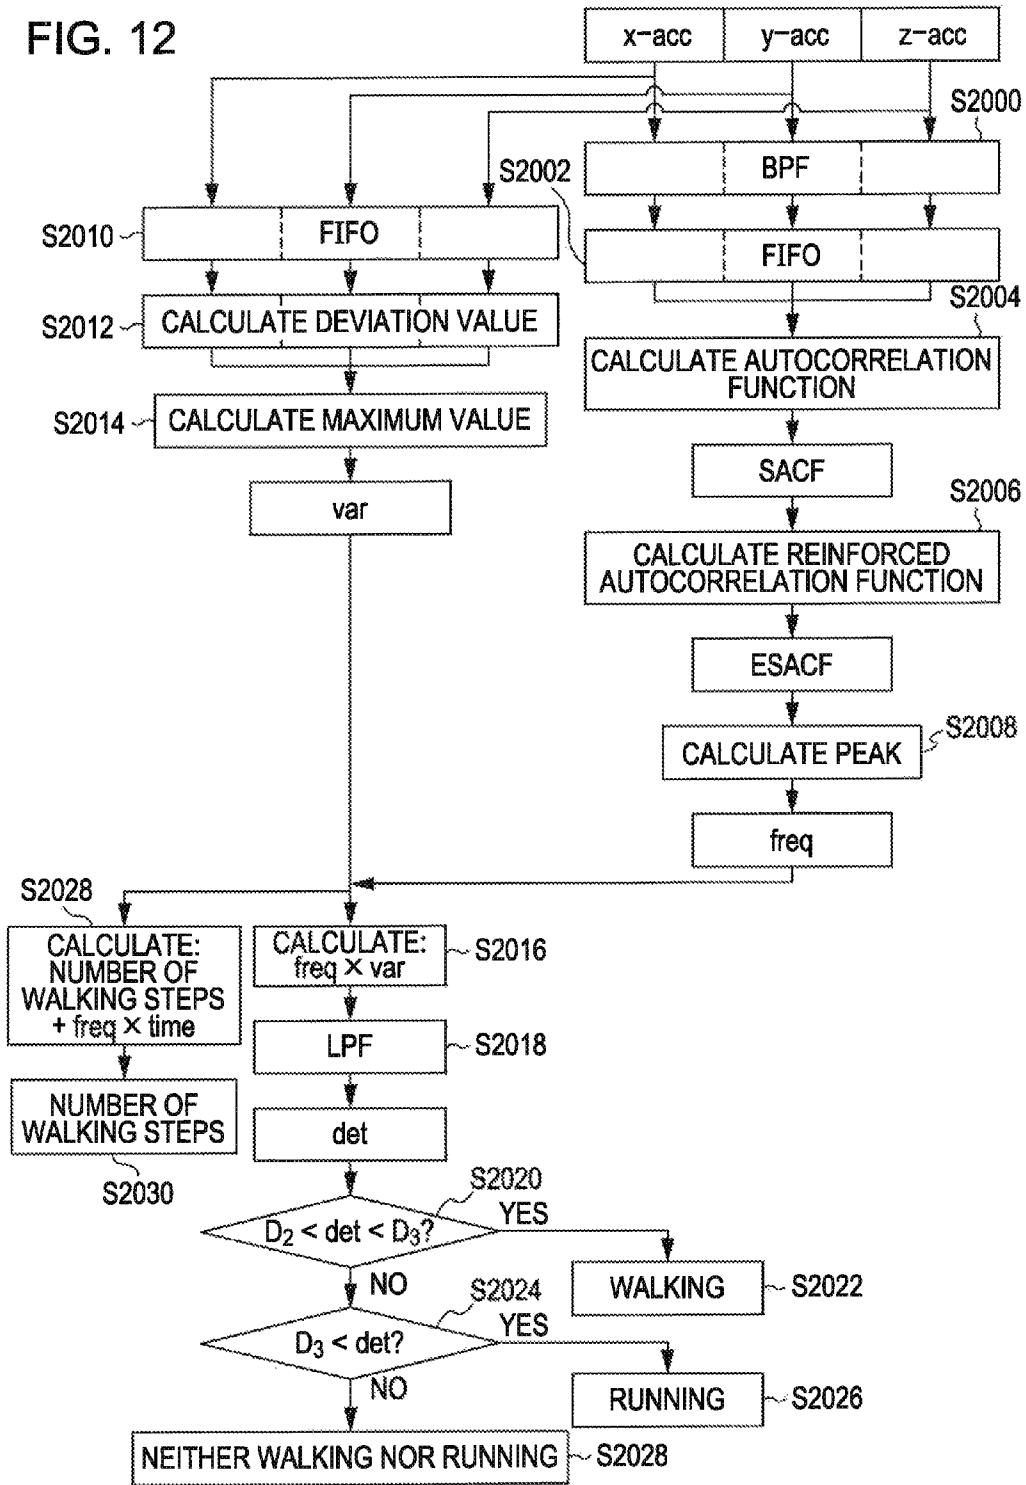 FIG. 12
x-acc y-acc z-acc
S2000
BPF
S2002
FIFO
S2010
FIFO
S2004
S2012
CALCULATE DEVIATION VALUE
CALCULATE AUTOCORRELATION
FUNCTION
S2014
CALCULATE MAXIMUM VALUE
SACF
var
S2006
CALCULATE REINFORCED
AUTOCORRELATION FUNCTION
ESACF
S2008
CALCULATE PEAK
freq
S2028
CALCULATE:
NUMBER OF
WALKING STEPS
+ freq × time
CALCULATE:
freq × var
S2016
LPF
S2018
NUMBER OF
WALKING STEPS
S2030
det
S2020
D₂ < det < D₃?
YES
NO
WALKING
S2022
S2024
D₃ < det?
YES
NO
RUNNING
S2026
NEITHER WALKING NOR RUNNING
S2028